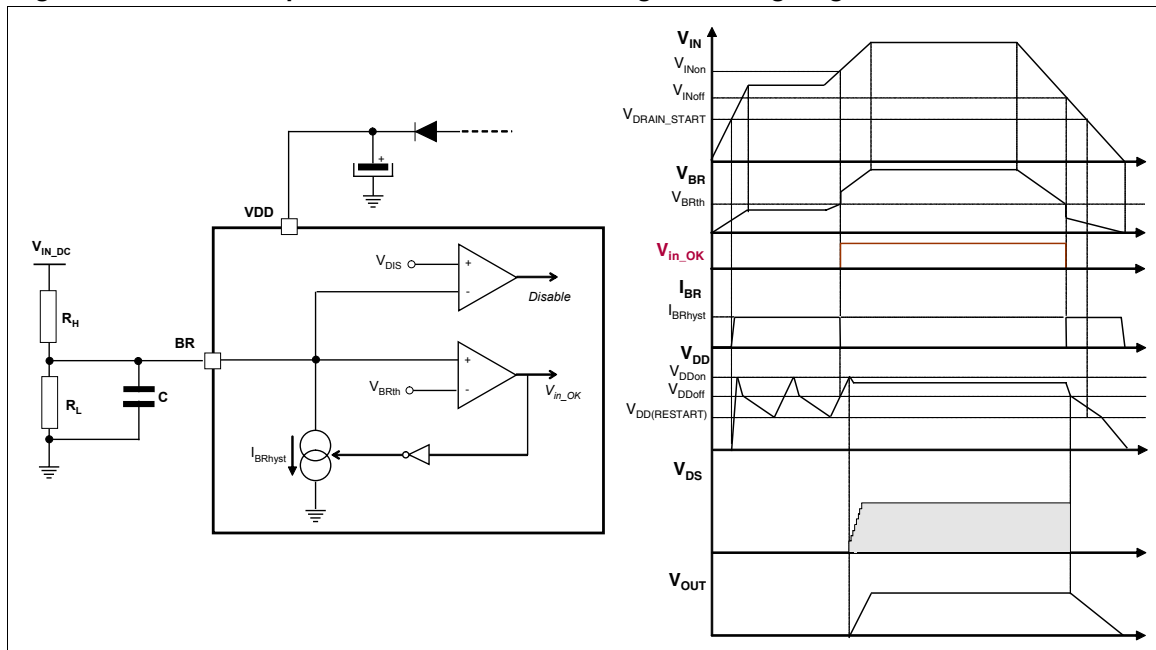 VDD
V_IN_DC
R_H
R_L
C
BR
V_DIS
+
-
Disable
+
-
V_BRth
V_in_OK
I_BRhyst
+
V_IN
V_INon
V_INoff
V_DRAIN_START
V_BR
V_BRth
V_in_OK
I_BR
I_BRhyst
V_DD
V_DDon
V_DDoff
V_DD(RESTART)
V_DS
V_OUT